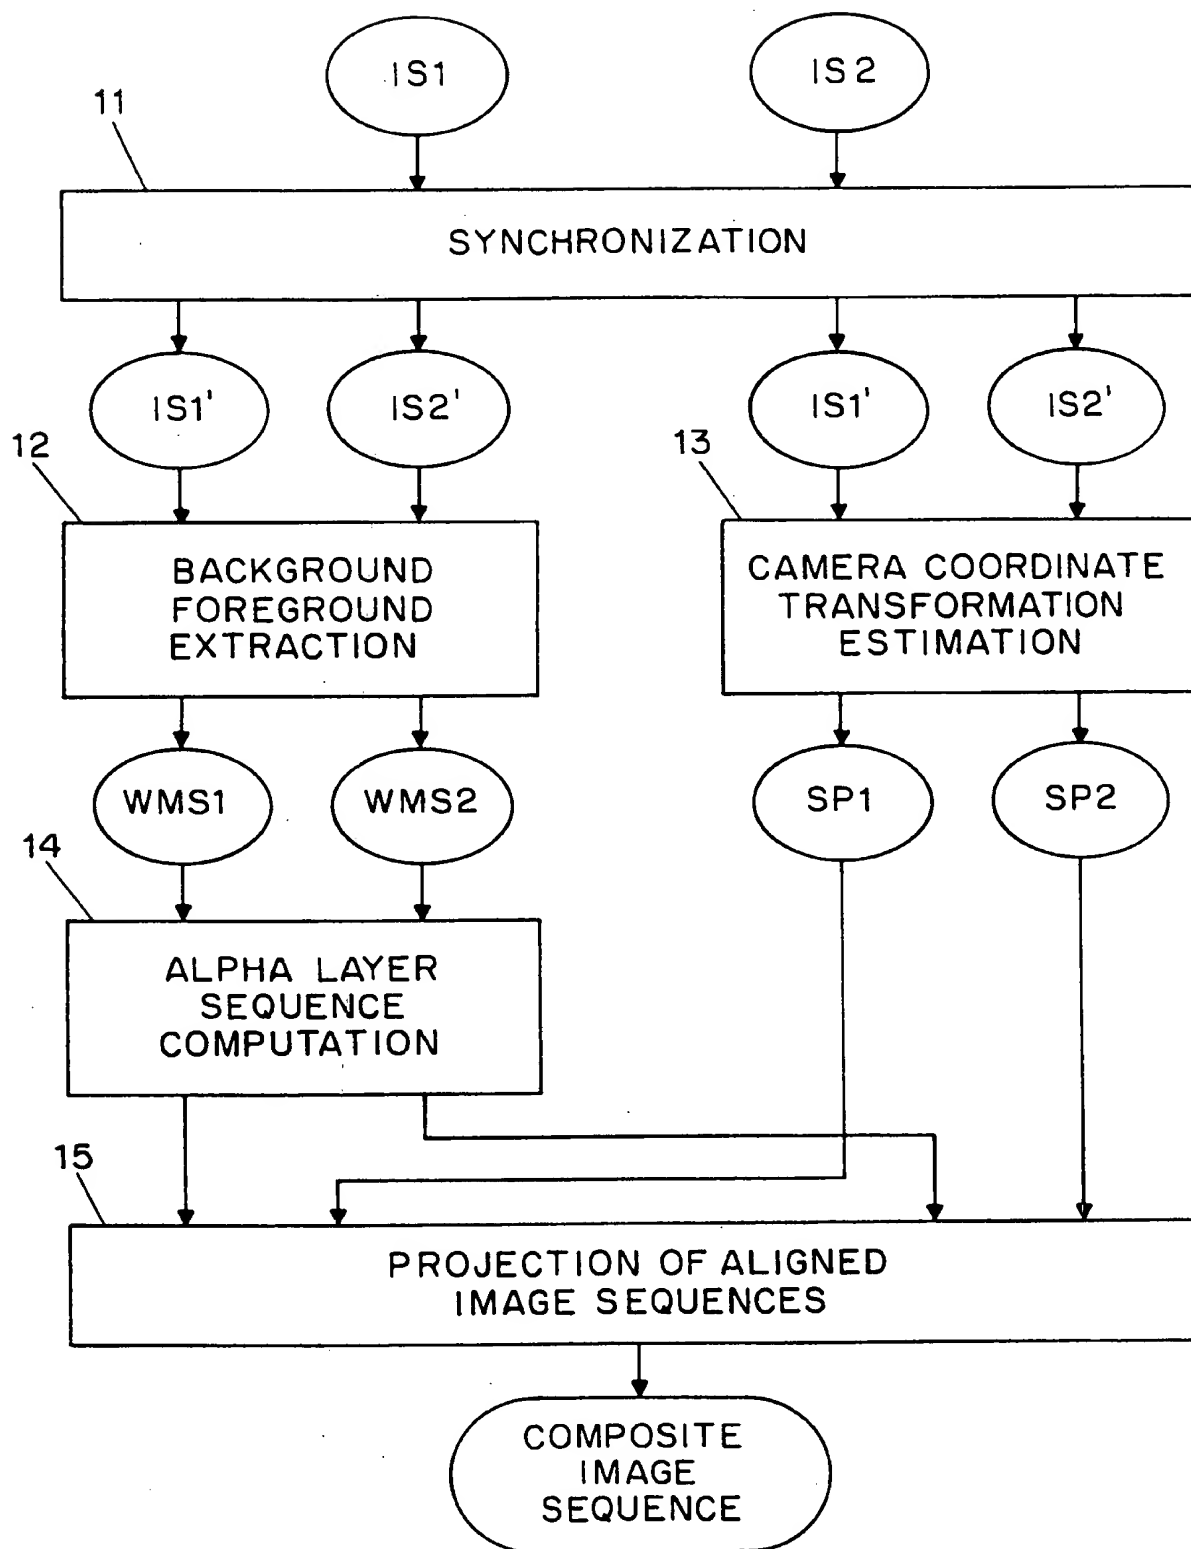 IS1
IS2
11
SYNCHRONIZATION
IS1'
IS2'
IS1'
IS2'
12
13
BACKGROUND
FOREGROUND
EXTRACTION
CAMERA COORDINATE
TRANSFORMATION
ESTIMATION
WMS1
WMS2
SP1
SP2
14
ALPHA LAYER
SEQUENCE
COMPUTATION
15
PROJECTION OF ALIGNED
IMAGE SEQUENCES
COMPOSITE
IMAGE
SEQUENCE